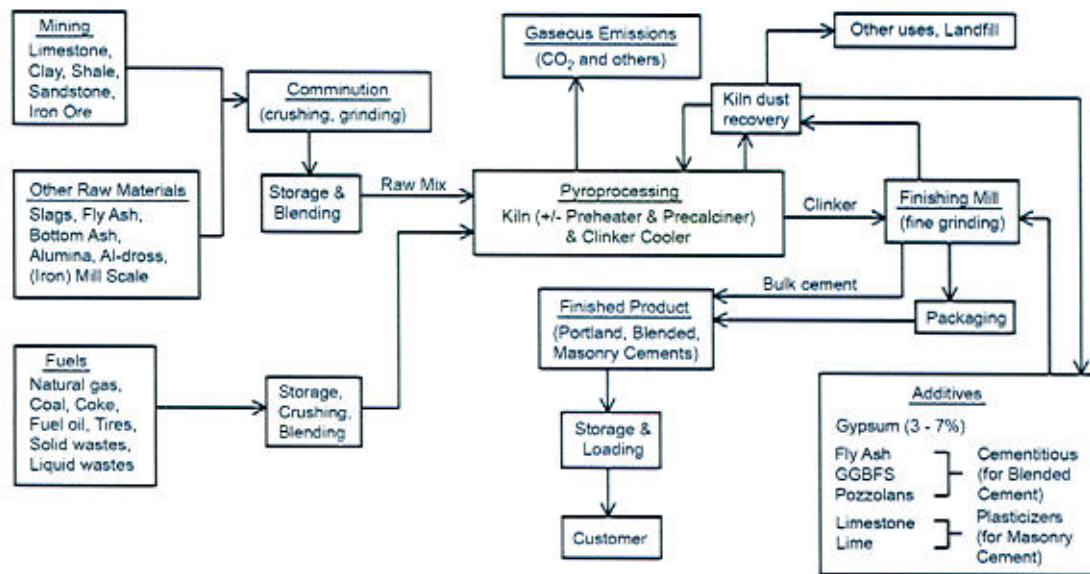 Mining
Limestone,
Clay, Shale,
Sandstone,
Iron Ore
Other Raw Materials
Slags, Fly Ash,
Bottom Ash,
Alumina, Al-dross,
(Iron) Mill Scale
Fuels
Natural gas,
Coal, Coke,
Fuel oil, Tires,
Solid wastes,
Liquid wastes
Comminution
(crushing, grinding)
Storage &
Blending
Raw Mix
Storage,
Crushing,
Blending
Gaseous Emissions
(CO₂ and others)
Pyroprocessing
Kiln (+/- Preheater & Precalciner)
& Clinker Cooler
Kiln dust
recovery
Other uses, Landfill
Clinker
Finishing Mill
(fine grinding)
Bulk cement
Packaging
Finished Product
(Portland, Blended,
Masonry Cements)
Storage &
Loading
Customer
Additives
Gypsum (3 - 7%)
Fly Ash
GGBFS
Pozzolans
Cementitious
(for Blended
Cement)
Limestone
Lime
Plasticizers
(for Masonry
Cement)